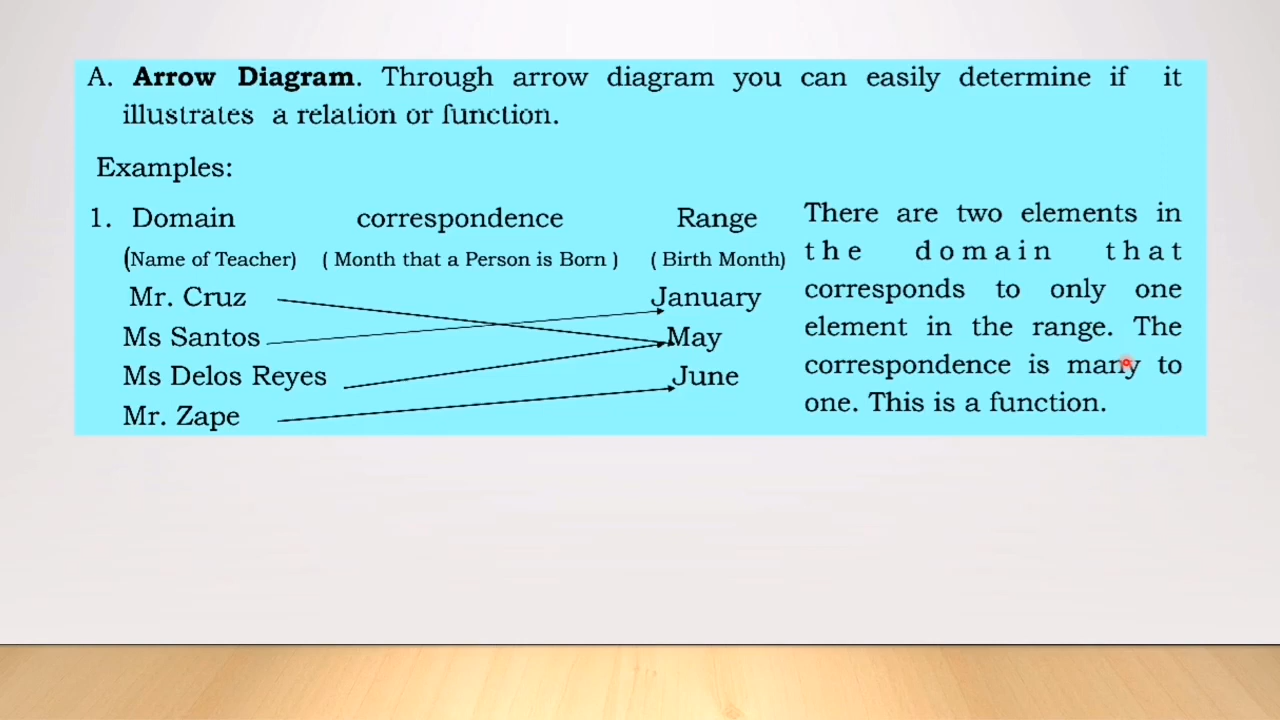 A. Arrow Diagram. Through arrow diagram you can easily determine if it
illustrates a relation or function.
Examples:
1. Domain correspondence Range
(Name of Teacher) ( Month that a Person is Born ) ( Birth Month)
Mr. Cruz January
Ms Santos May
Ms Delos Reyes June
Mr. Zape
There are two elements in
the domain that
corresponds to only one
element in the range. The
correspondence is many to
one. This is a function.